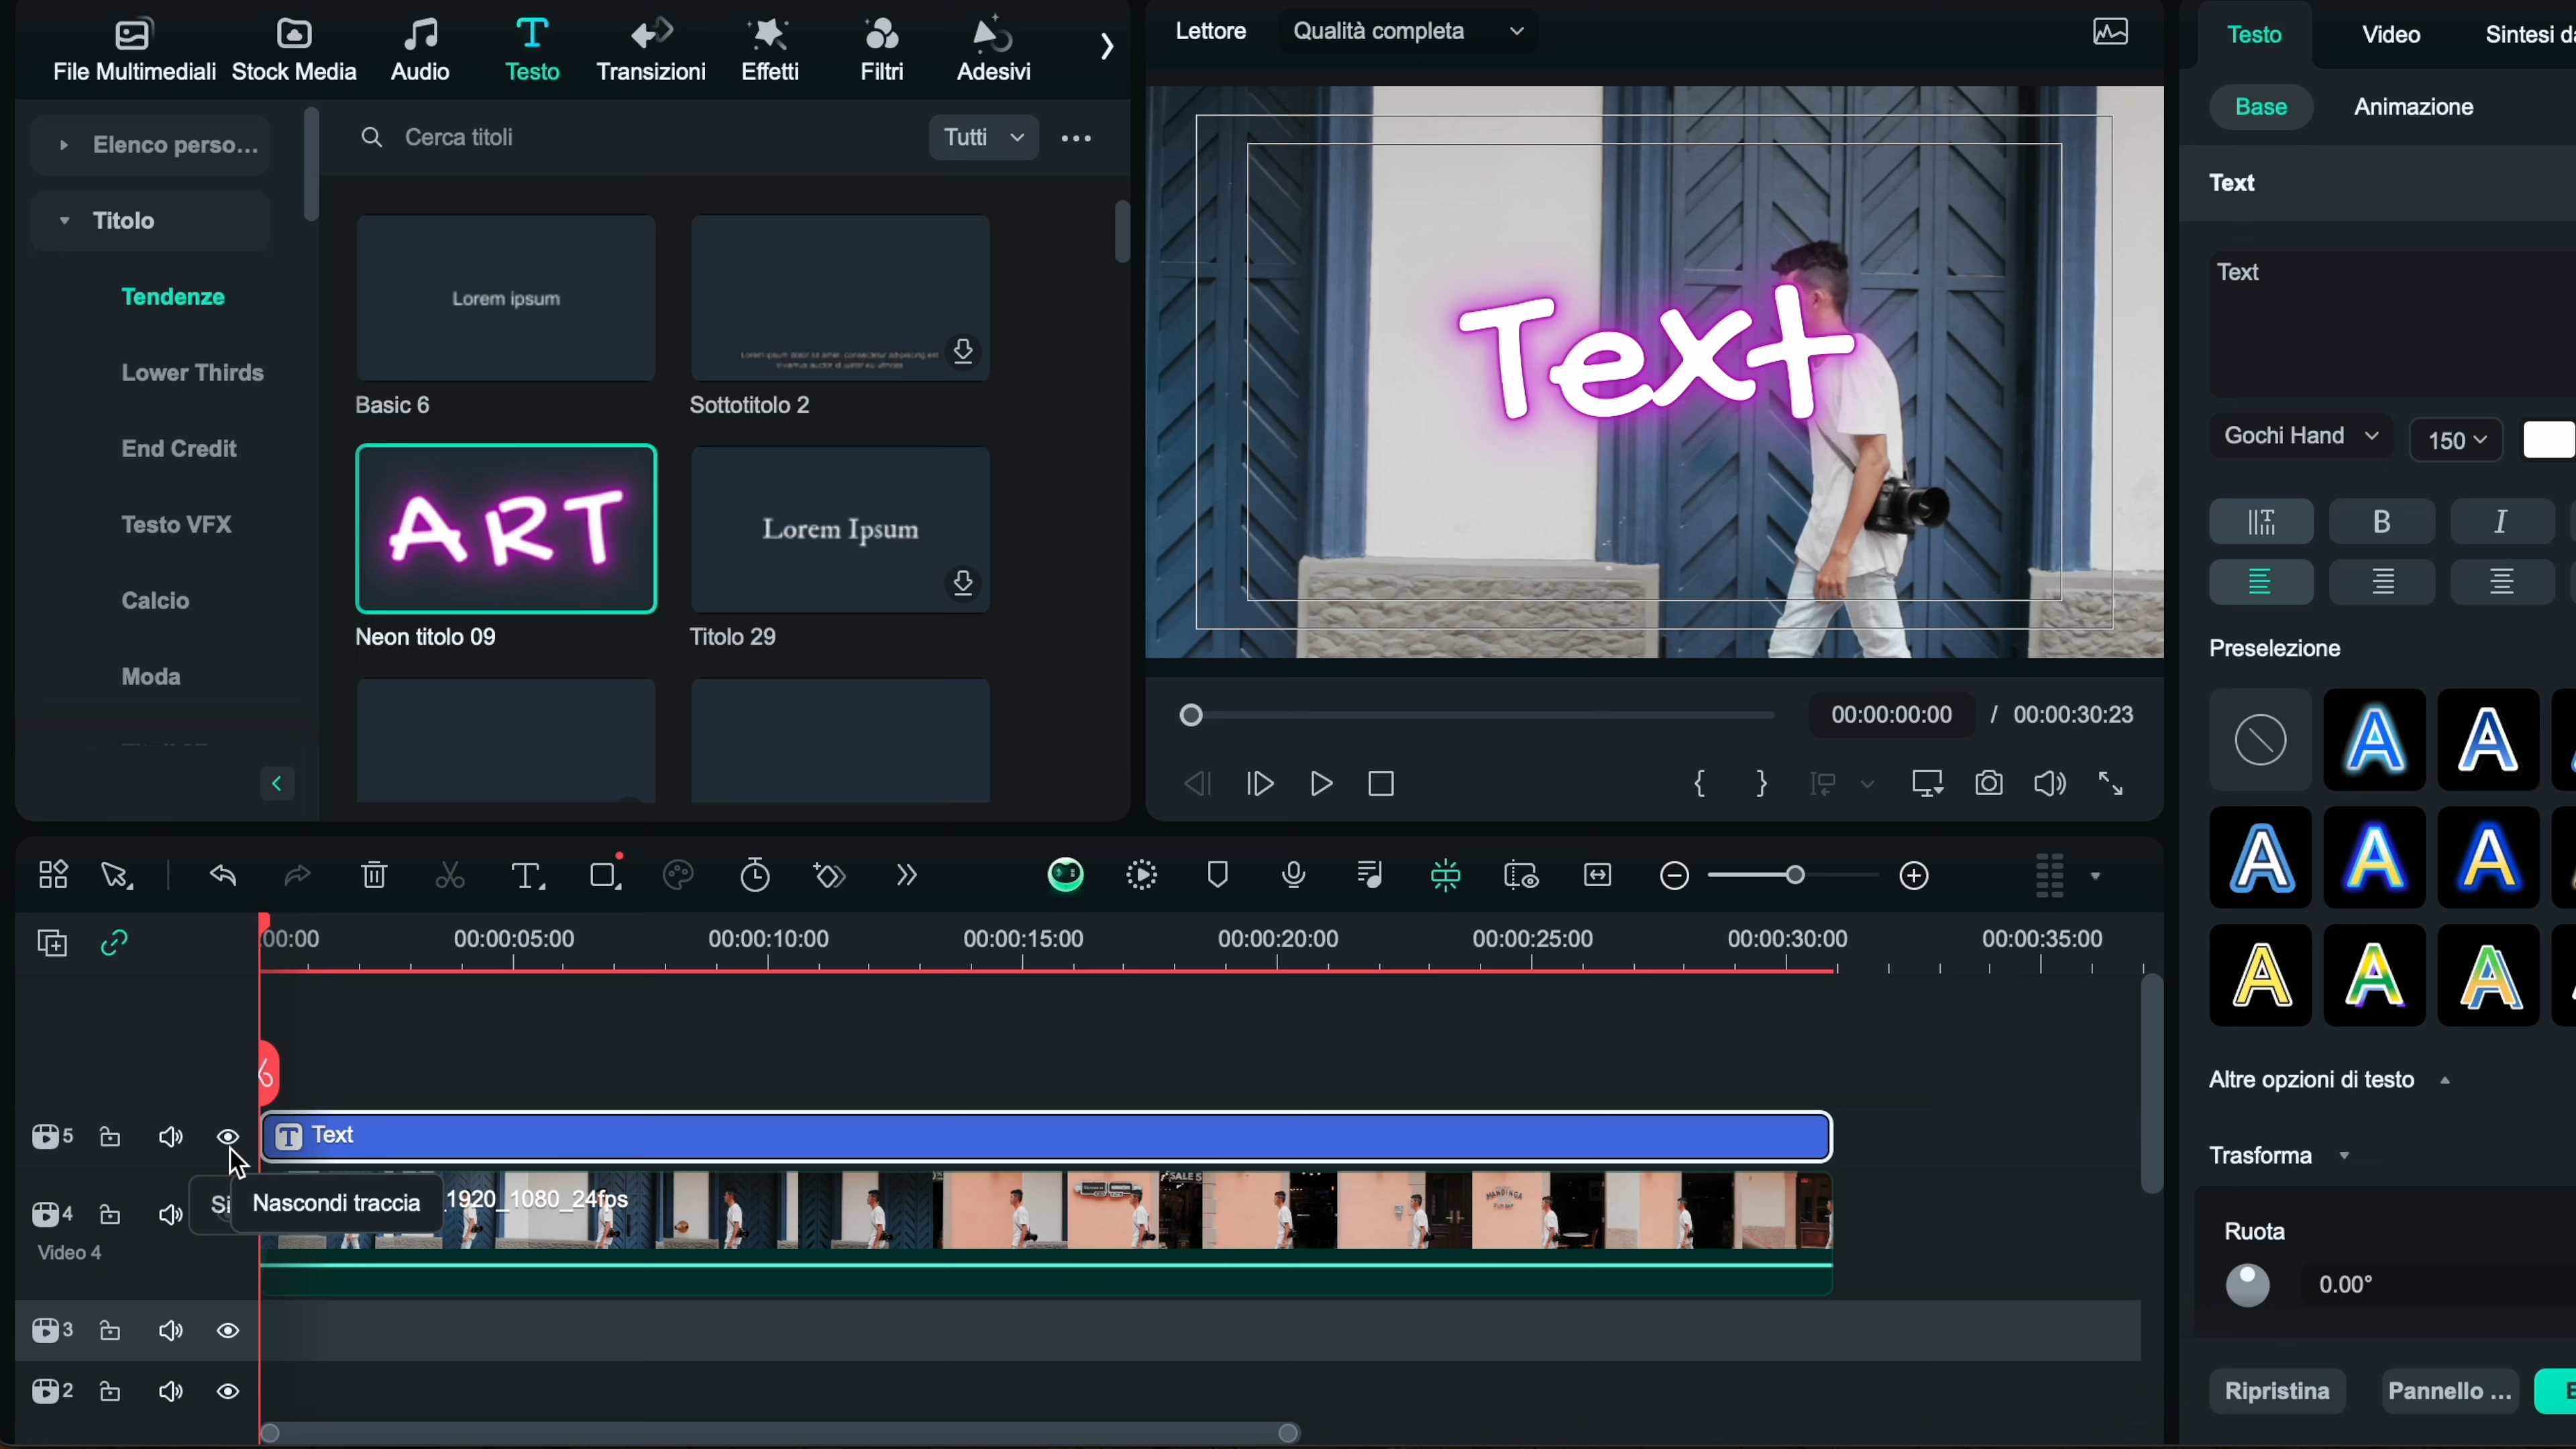 File Multimediali
Stock Media
Audio
Testo
Transizioni
Effetti
Filtri
Adesivi
Elenco perso...
Titolo
Tendenze
Lower Thirds
End Credit
Testo VFX
Calcio
Moda
Cerca titoli
Tutti
Lorem ipsum
Basic 6
Sottotitolo 2
ART
Neon titolo 09
Lorem Ipsum
Titolo 29
Lettore
Qualità completa
Text
00:00:00:00 / 00:00:30:23
Testo
Video
Sintesi
Base
Animazione
Text
Text
Gochi Hand
150
B
I
Preselezione
A A
A A A
A A A
Altre opzioni di testo
Trasforma
Ruota
0.00°
Ripristina
Pannello ...
:00:00
00:00:05:00
00:00:10:00
00:00:15:00
00:00:20:00
00:00:25:00
00:00:30:00
00:00:35:00
5
T Text
4
Si
Nascondi traccia
1920_1080_24fps
SALE
MANDINGA
Video 4
3
2